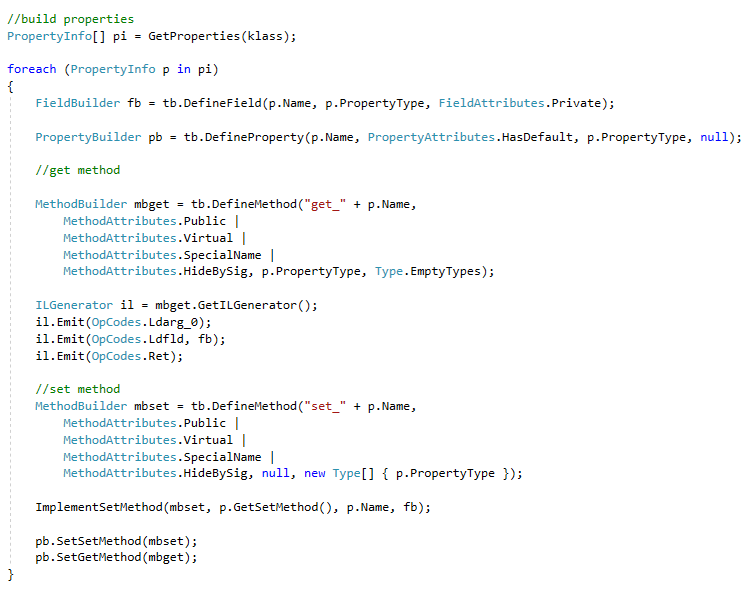 //build properties
PropertyInfo[] pi = GetProperties(klass);
foreach (PropertyInfo p in pi)
{
    FieldBuilder fb = tb.DefineField(p.Name, p.PropertyType, FieldAttributes.Private);
    PropertyBuilder pb = tb.DefineProperty(p.Name, PropertyAttributes.HasDefault, p.PropertyType, null);
    //get method
    MethodBuilder mbget = tb.DefineMethod("get_" + p.Name,
        MethodAttributes.Public |
        MethodAttributes.Virtual |
        MethodAttributes.SpecialName |
        MethodAttributes.HideBySig, p.PropertyType, Type.EmptyTypes);
    ILGenerator il = mbget.GetILGenerator();
    il.Emit(OpCodes.Ldarg_0);
    il.Emit(OpCodes.Ldfld, fb);
    il.Emit(OpCodes.Ret);
    //set method
    MethodBuilder mbset = tb.DefineMethod("set_" + p.Name,
        MethodAttributes.Public |
        MethodAttributes.Virtual |
        MethodAttributes.SpecialName |
        MethodAttributes.HideBySig, null, new Type[] { p.PropertyType });
    ImplementSetMethod(mbset, p.GetSetMethod(), p.Name, fb);
    pb.SetSetMethod(mbset);
    pb.SetGetMethod(mbget);
}